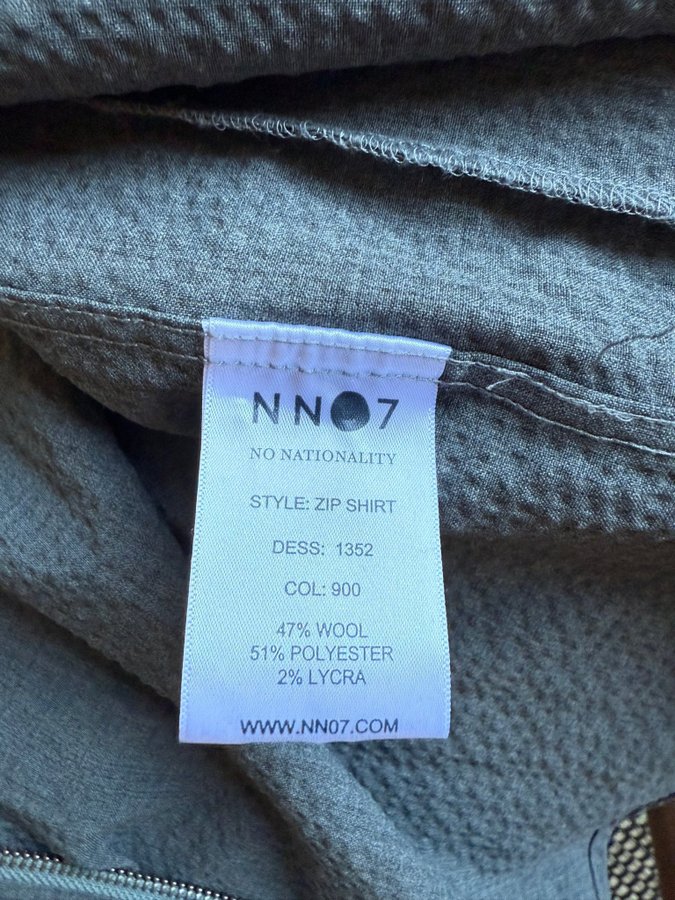 NN07
NO NATIONALITY
STYLE: ZIP SHIRT
DESS: 1352
COL: 900
47% WOOL
51% POLYESTER
2% LYCRA
WWW.NN07.COM